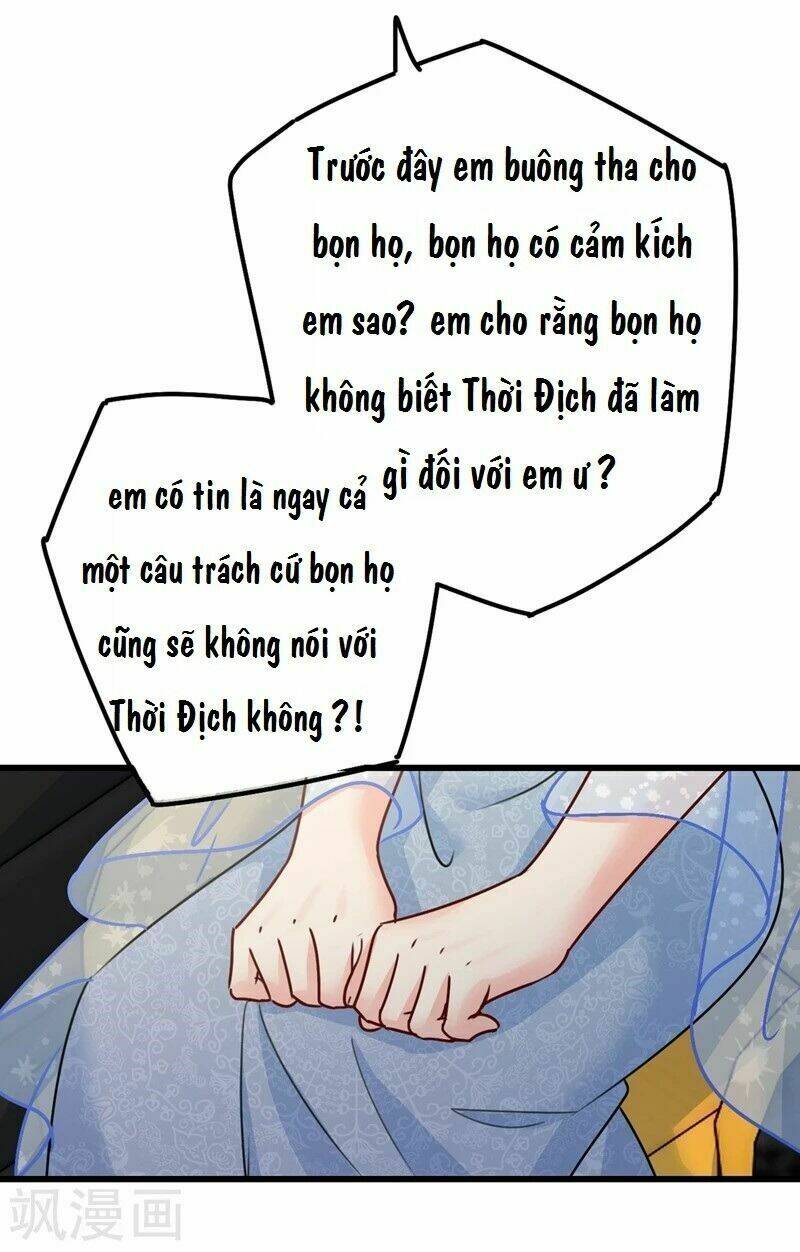 Trước đây em buông tha cho
bọn họ, bọn họ có cảm kích
em sao? em cho rằng bọn họ
không biết Thời Địch đã làm
gì đối với em ư?
em có tin là ngay cả
một câu trách cứ bọn họ
cũng sẽ không nói với
Thời Địch không?!
飒漫画